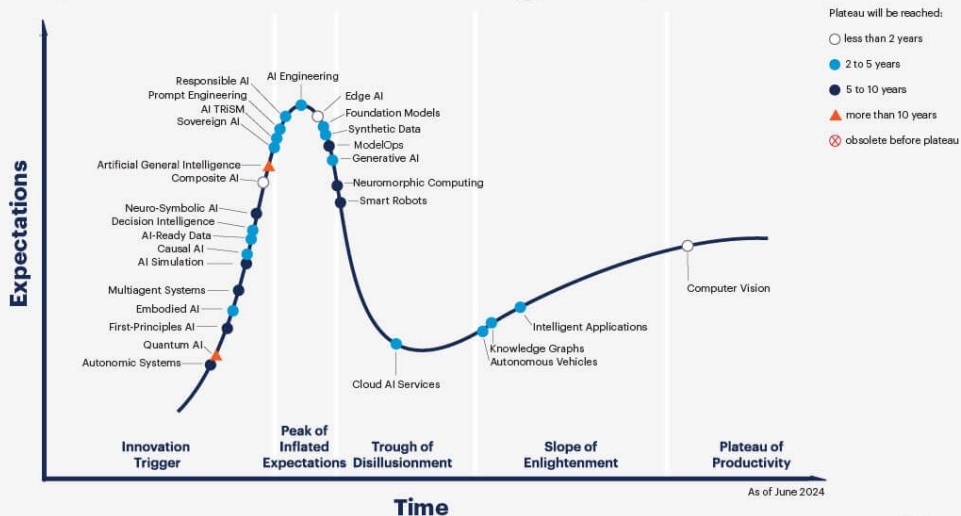 Plateau will be reached:
less than 2 years
2 to 5 years
5 to 10 years
more than 10 years
obsolete before plateau
Expectations
AI Engineering
Responsible AI
Prompt Engineering
AI TRiSM
Sovereign AI
Artificial General Intelligence
Composite AI
Neuro-Symbolic AI
Decision Intelligence
AI-Ready Data
Causal AI
AI Simulation
Multiagent Systems
Embodied AI
First-Principles AI
Quantum AI
Autonomic Systems
Edge AI
Foundation Models
Synthetic Data
ModelOps
Generative AI
Neuromorphic Computing
Smart Robots
Cloud AI Services
Autonomous Vehicles
Knowledge Graphs
Intelligent Applications
Computer Vision
Innovation
Trigger
Peak of
Inflated
Expectations
Trough of
Disillusionment
Slope of
Enlightenment
Plateau of
Productivity
As of June 2024
Time